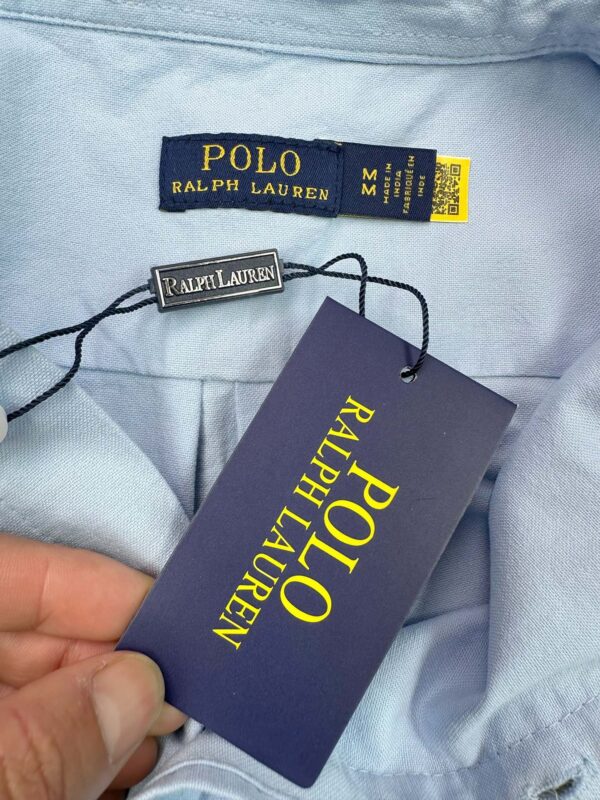 POLO
RALPH LAUREN
M
M
MADE IN
INDIA
FABRIQUÉ EN
INDE
RALPH LAUREN
POLO
RALPH LAUREN